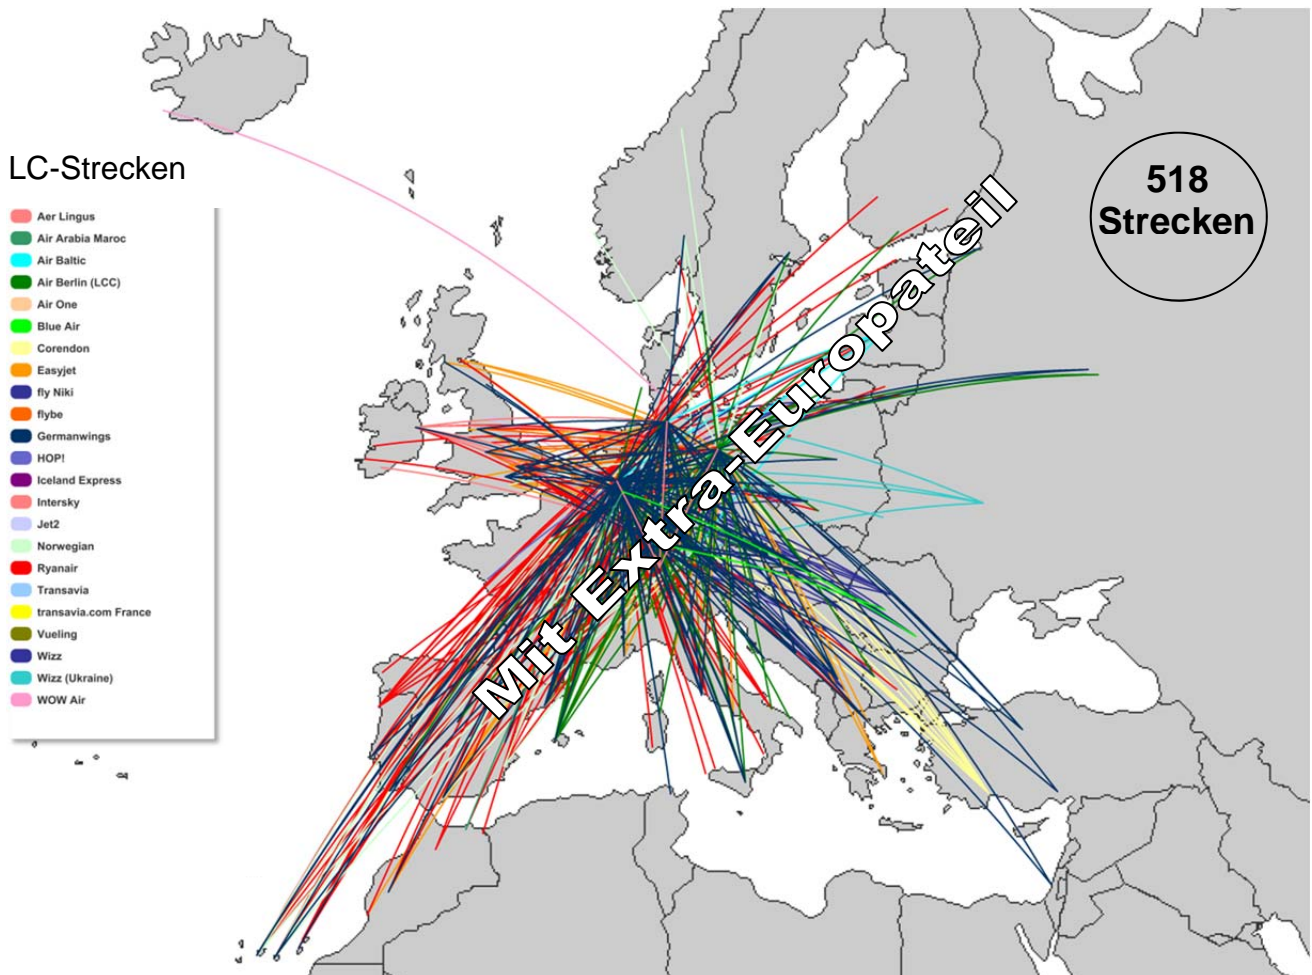 LC-Strecken
Aer Lingus
Air Arabia Maroc
Air Baltic
Air Berlin (LCC)
Air One
Blue Air
Corendon
Easyjet
fly Niki
flybe
Germanwings
HOP!
Iceland Express
Intersky
Jet2
Norwegian
Ryanair
Transavia
transavia.com France
Vueling
Wizz
Wizz (Ukraine)
WOW Air
518
Strecken
Mit Extra-Europateil